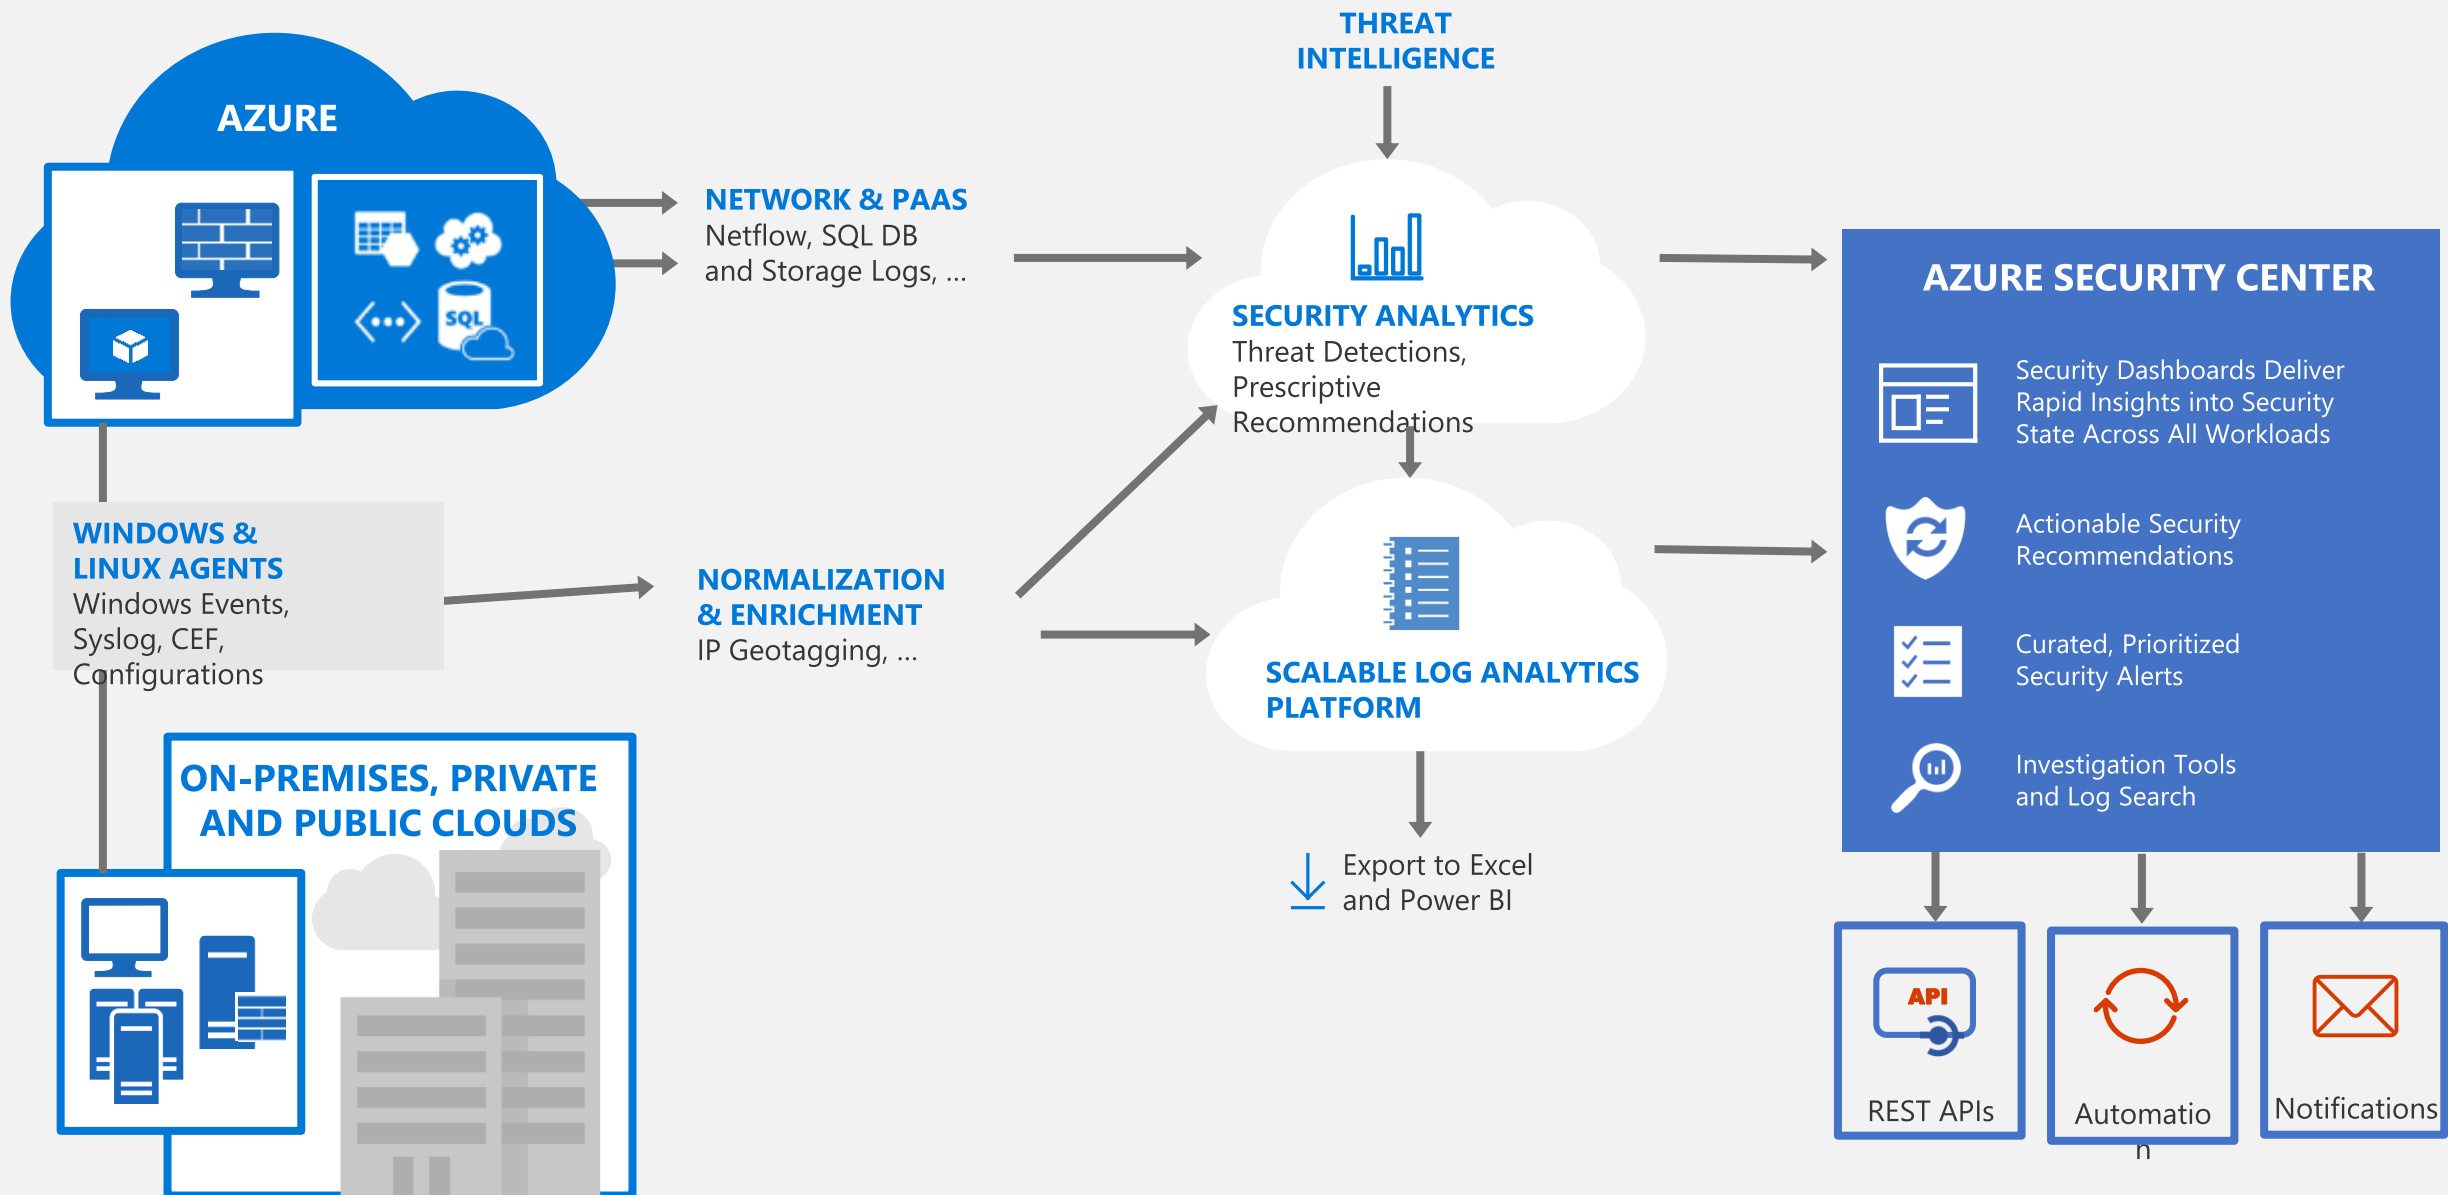 THREAT
INTELLIGENCE
AZURE
SQL
NETWORK & PAAS
Netflow, SQL DB
and Storage Logs, ...
SECURITY ANALYTICS
Threat Detections,
Prescriptive
Recommendations
WINDOWS &
LINUX AGENTS
Windows Events,
Syslog, CEF,
Configurations
NORMALIZATION
& ENRICHMENT
IP Geotagging, ...
SCALABLE LOG ANALYTICS
PLATFORM
Export to Excel
and Power BI
ON-PREMISES, PRIVATE
AND PUBLIC CLOUDS
AZURE SECURITY CENTER
Security Dashboards Deliver
Rapid Insights into Security
State Across All Workloads
Actionable Security
Recommendations
Curated, Prioritized
Security Alerts
Investigation Tools
and Log Search
API
REST APIs
Automatio
n
Notifications